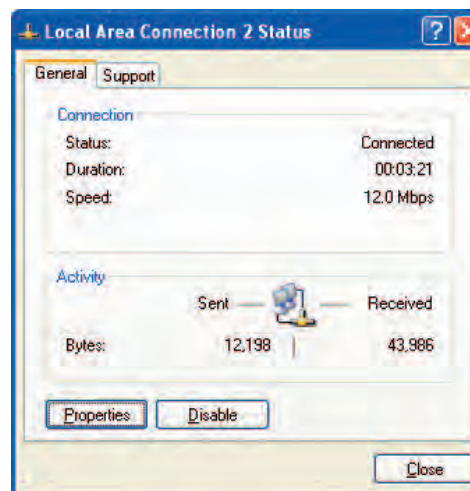 Local Area Connection 2 Status
General Support
Connection
Status: Connected
Duration: 00:03:21
Speed: 12.0 Mbps
Activity
Sent Received
Bytes: 12,198 43,986
Properties Disable
Close